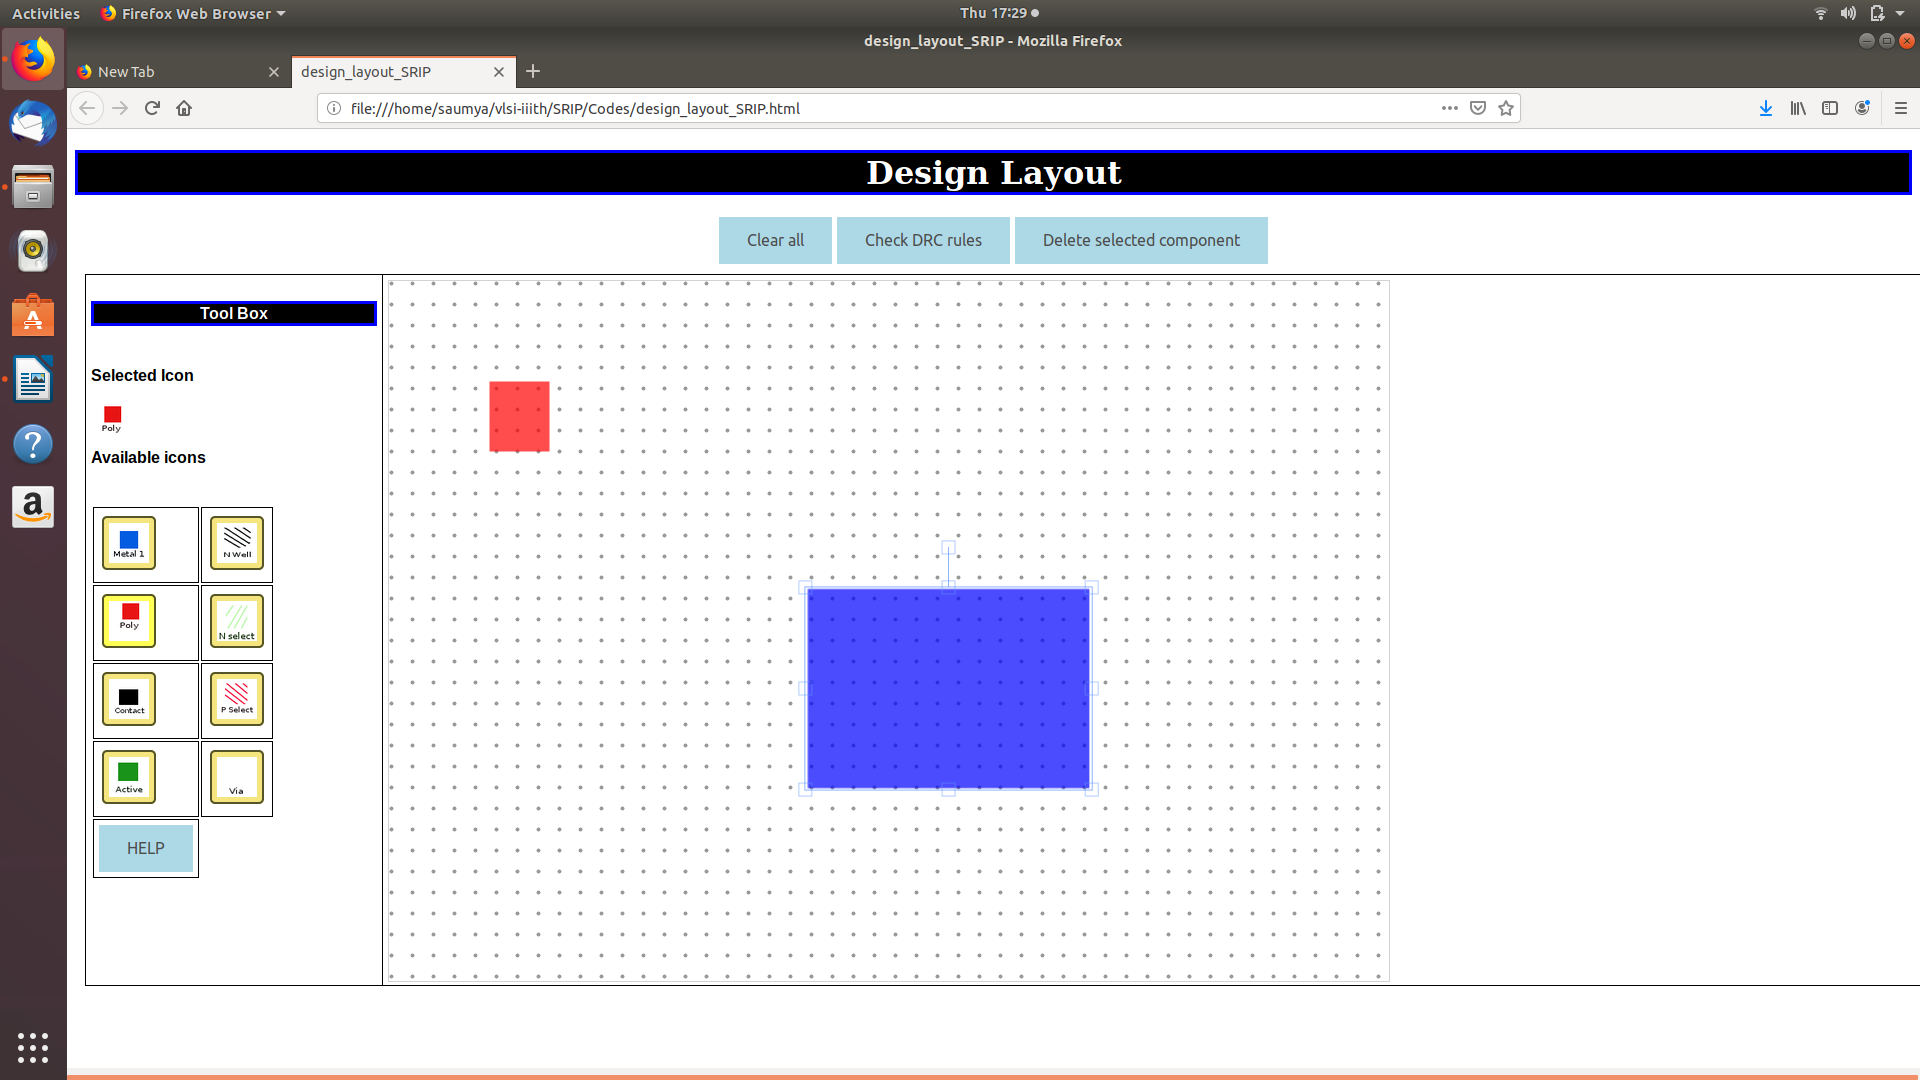 Activities Firefox Web Browser Thu 17:29
design_layout_SRIP - Mozilla Firefox
New Tab design_layout_SRIP
file:///home/saumya/vlsi-iiith/SRIP/Codes/design_layout_SRIP.html
Design Layout
Clear all Check DRC rules Delete selected component
Tool Box
Selected Icon
Poly
Available icons
Metal 1 N Well
Poly N select
Contact P Select
Active Via
HELP